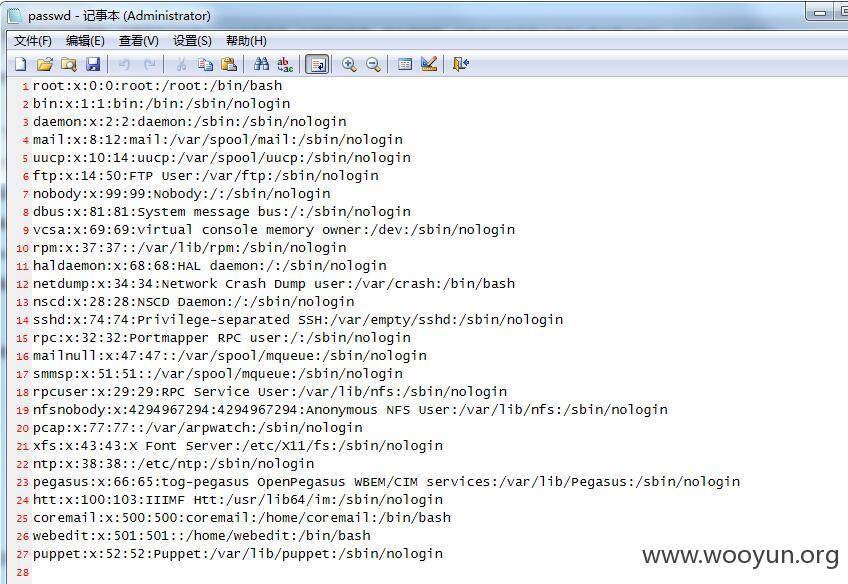 passwd - 记事本 (Administrator)
文件(F) 编辑(E) 查看(V) 设置(S) 帮助(H)
1 root:x:0:0:root:/root:/bin/bash
2 bin:x:1:1:bin:/bin:/sbin/nologin
3 daemon:x:2:2:daemon:/sbin:/sbin/nologin
4 mail:x:8:12:mail:/var/spool/mail:/sbin/nologin
5 uucp:x:10:14:uucp:/var/spool/uucp:/sbin/nologin
6 ftp:x:14:50:FTP User:/var/ftp:/sbin/nologin
7 nobody:x:99:99:Nobody:/:/sbin/nologin
8 dbus:x:81:81:System message bus:/:/sbin/nologin
9 vcsa:x:69:69:virtual console memory owner:/dev:/sbin/nologin
10 rpm:x:37:37::/var/lib/rpm:/sbin/nologin
11 haldaemon:x:68:68:HAL daemon:/:/sbin/nologin
12 netdump:x:34:34:Network Crash Dump user:/var/crash:/bin/bash
13 nscd:x:28:28:NSCD Daemon:/:/sbin/nologin
14 sshd:x:74:74:Privilege-separated SSH:/var/empty/sshd:/sbin/nologin
15 rpc:x:32:32:Portmapper RPC user:/:/sbin/nologin
16 mailnull:x:47:47::/var/spool/mqueue:/sbin/nologin
17 smmsp:x:51:51::/var/spool/mqueue:/sbin/nologin
18 rpcuser:x:29:29:RPC Service User:/var/lib/nfs:/sbin/nologin
19 nfsnobody:x:4294967294:4294967294:Anonymous NFS User:/var/lib/nfs:/sbin/nologin
20 pcap:x:77:77::/var/arpwatch:/sbin/nologin
21 xfs:x:43:43:X Font Server:/etc/X11/fs:/sbin/nologin
22 ntp:x:38:38::/etc/ntp:/sbin/nologin
23 pegasus:x:66:65:tog-pegasus OpenPegasus WBEM/CIM services:/var/lib/Pegasus:/sbin/nologin
24 htt:x:100:103:IIIMF Htt:/usr/lib64/im:/sbin/nologin
25 coremail:x:500:500:coremail:/home/coremail:/bin/bash
26 webedit:x:501:501::/home/webedit:/bin/bash
27 puppet:x:52:52:Puppet:/var/lib/puppet:/sbin/nologin
28
www.wooyun.org